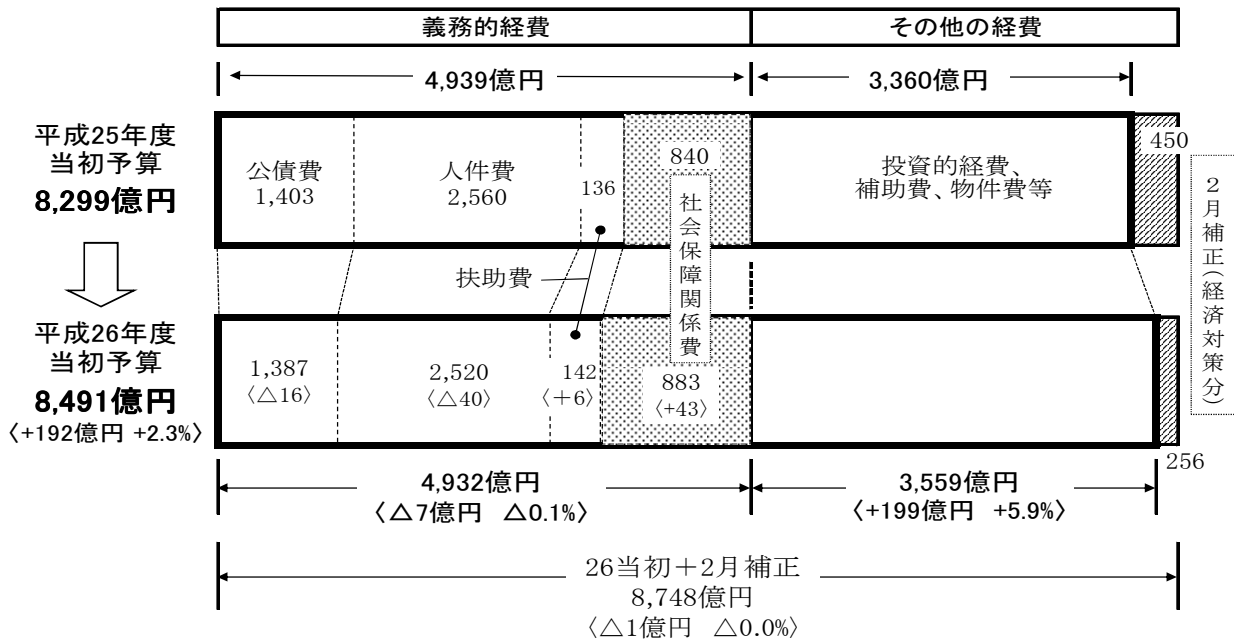 義務的経費
その他の経費
4,939億円
3,360億円
平成25年度
当初予算
8,299億円
公債費
1,403
人件費
2,560
136
840
投資的経費、
補助費、物件費等
450
2月補正(経済対策分)
社会保障関係費
扶助費
平成26年度
当初予算
8,491億円
〈+192億円 +2.3%〉
1,387
〈△16〉
2,520
〈△40〉
142
〈+6〉
883
〈+43〉
256
4,932億円
〈△7億円 △0.1%〉
3,559億円
〈+199億円 +5.9%〉
26当初+2月補正
8,748億円
〈△1億円 △0.0%〉